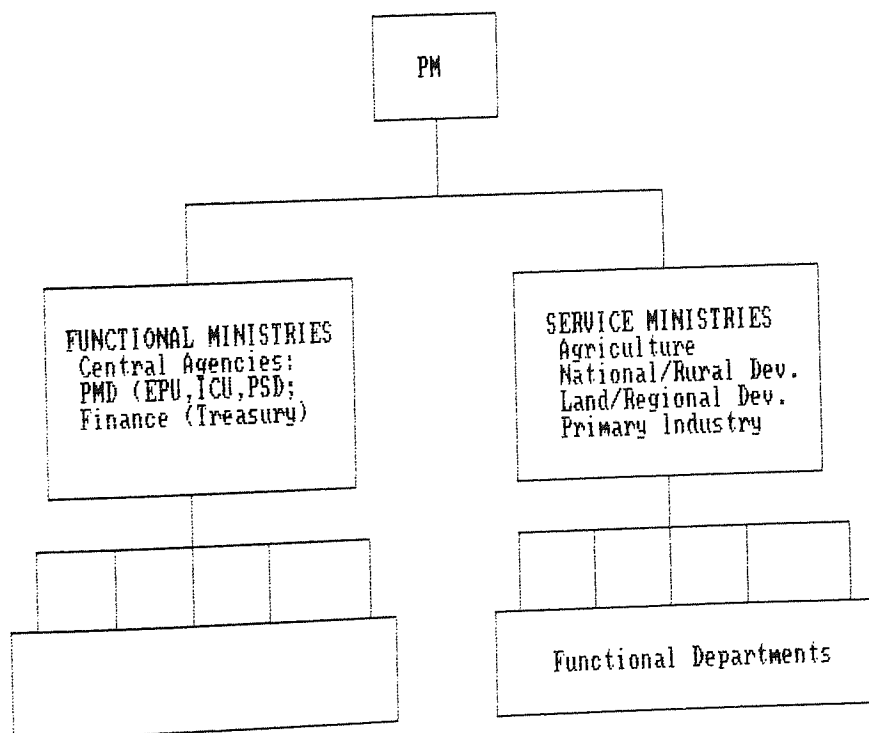 PM
FUNCTIONAL MINISTRIES
Central Agencies:
PMD (EPU,ICU,PSD;
Finance (Treasury)
SERVICE MINISTRIES
Agriculture
National/Rural Dev.
Land/Regional Dev.
Primary Industry
Functional Departments